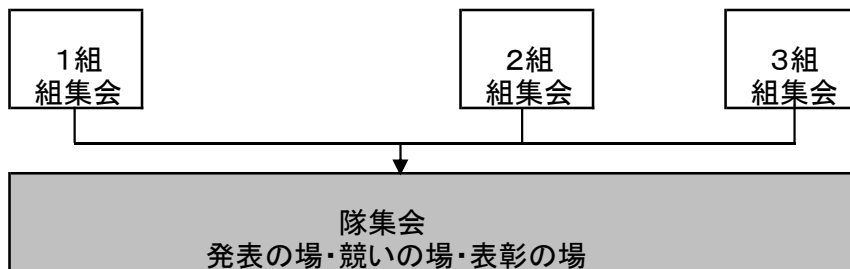 1組
組集会
2組
組集会
3組
組集会
隊集会
発表の場・競いの場・表彰の場